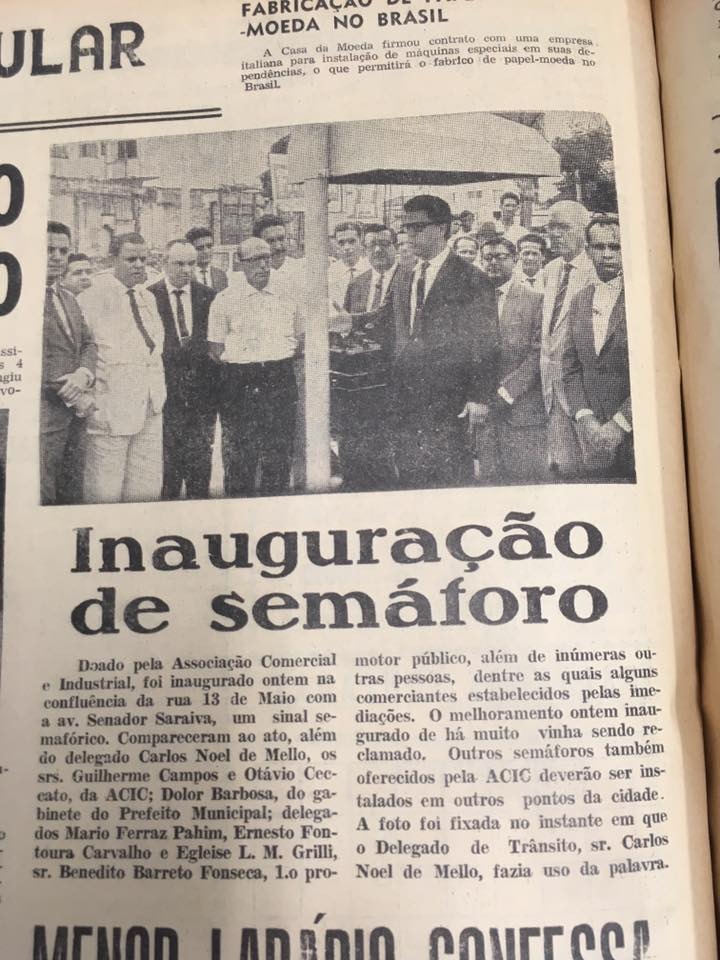 ULAR
FABRICAÇÃO DE
-MOEDA NO BRASIL
A Casa da Moeda firmou contrato com uma empresa
italiana para instalação de máquinas especiais em suas de-
pendências, o que permitirá o fabrico de papel-moeda no
Brasil.
O
O
ssi-
s 4
giu
vo-
Inauguração
de semáforo
Doado pela Associação Comercial
e Industrial, foi inaugurado ontem na
confluência da rua 13 de Maio com
a av. Senador Saraiva, um sinal se-
mafórico. Compareceram ao ato, além
do delegado Carlos Noel de Mello, os
srs. Guilherme Campos e Otávio Cec-
cato, da ACIC; Dolor Barbosa, do ga-
binete do Prefeito Municipal; delega-
dos Mario Ferraz Pahim, Ernesto Fon-
toura Carvalho e Egleise L. M. Grilli,
sr. Benedito Barreto Fonseca, 1.o pro-
motor público, além de inúmeras ou-
tras pessoas, dentre as quais alguns
comerciantes estabelecidos pelas ime-
diações. O melhoramento ontem inau-
gurado de há muito vinha sendo re-
clamado. Outros semáforos também
oferecidos pela ACIC deverão ser ins-
talados em outros pontos da cidade.
A foto foi fixada no instante em que
o Delegado de Trânsito, sr. Carlos
Noel de Mello, fazia uso da palavra.
MENOR LADÁRIO CONFESSA